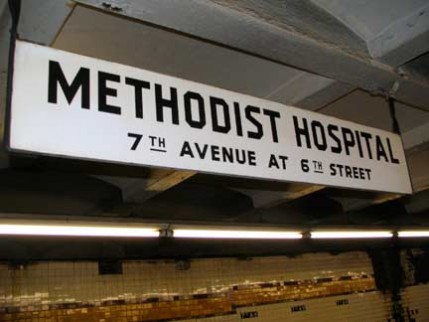 METHODIST HOSPITAL
7TH AVENUE AT 6TH STREET